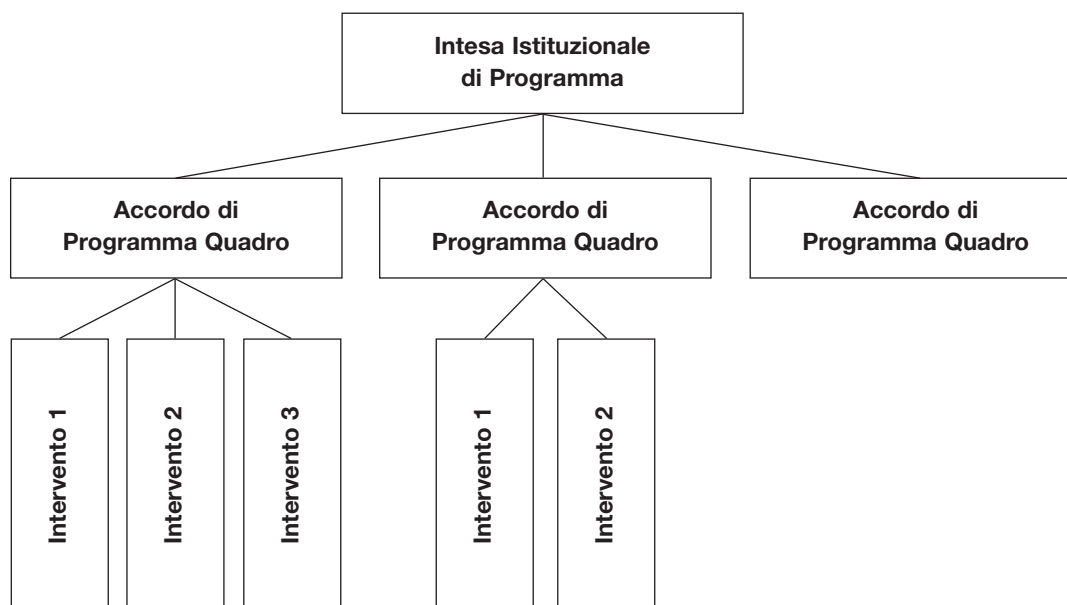 Intesa Istituzionale
di Programma
Accordo di
Programma Quadro
Accordo di
Programma Quadro
Accordo di
Programma Quadro
Intervento 1
Intervento 2
Intervento 3
Intervento 1
Intervento 2